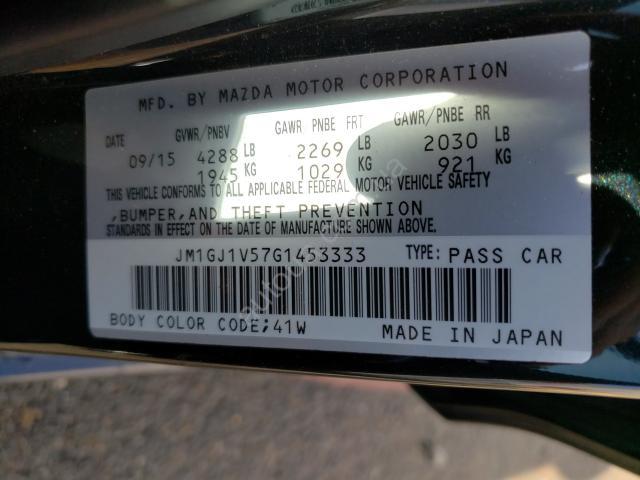 MFD. BY MAZDA MOTOR CORPORATION
DATE GVWR/PNBV GAWR PNBE FRT GAWR/PNBE RR
09/15 4288 LB 2269 LB 2030 LB
1945 KG 1029 KG 921 KG
THIS VEHICLE CONFORMS TO ALL APPLICABLE FEDERAL MOTOR VEHICLE SAFETY
,BUMPER,AND THEFT PREVENTION
STANDARDS IN EFFECT ON THE DATE OF MANUFACTURE SHOWN ABOVE.
JM1GJ1V57G1453333 TYPE: PASS CAR
BODY COLOR CODE;41W MADE IN JAPAN